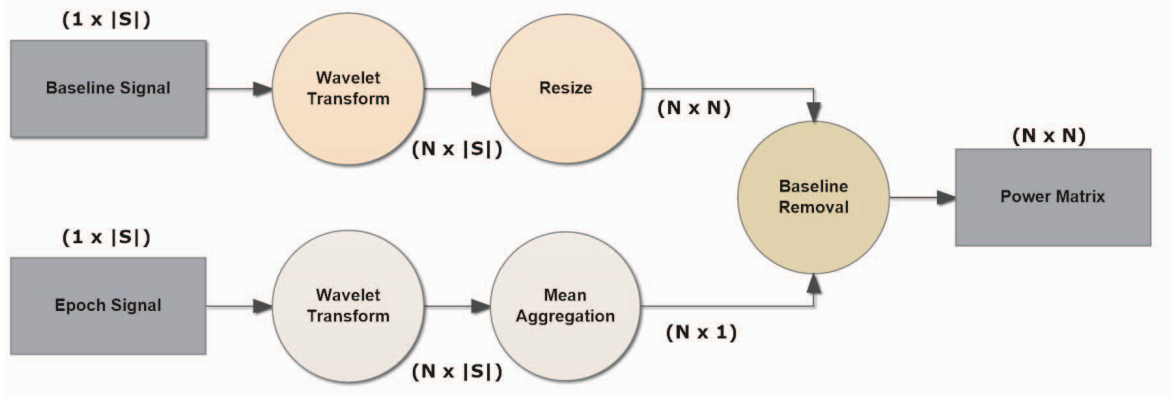 (1 x |S|)
Baseline Signal
Wavelet
Transform
(N x |S|)
Resize
(N x N)
Baseline
Removal
(N x N)
Power Matrix
(1 x |S|)
Epoch Signal
Wavelet
Transform
(N x |S|)
Mean
Aggregation
(N x 1)